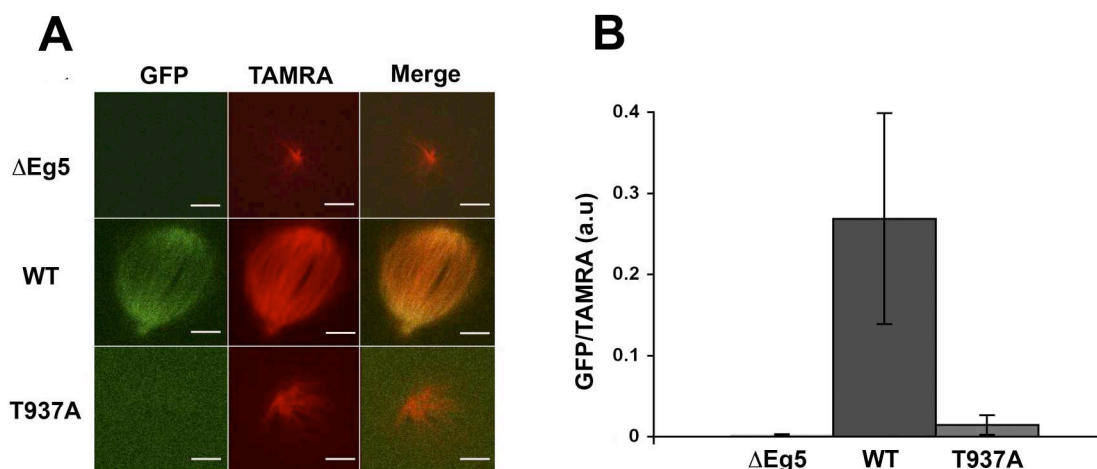 A
GFP TAMRA Merge
ΔEg5
WT
T937A
B
GFP/TAMRA (a.u)
0.4
0.3
0.2
0.1
0
ΔEg5 WT T937A